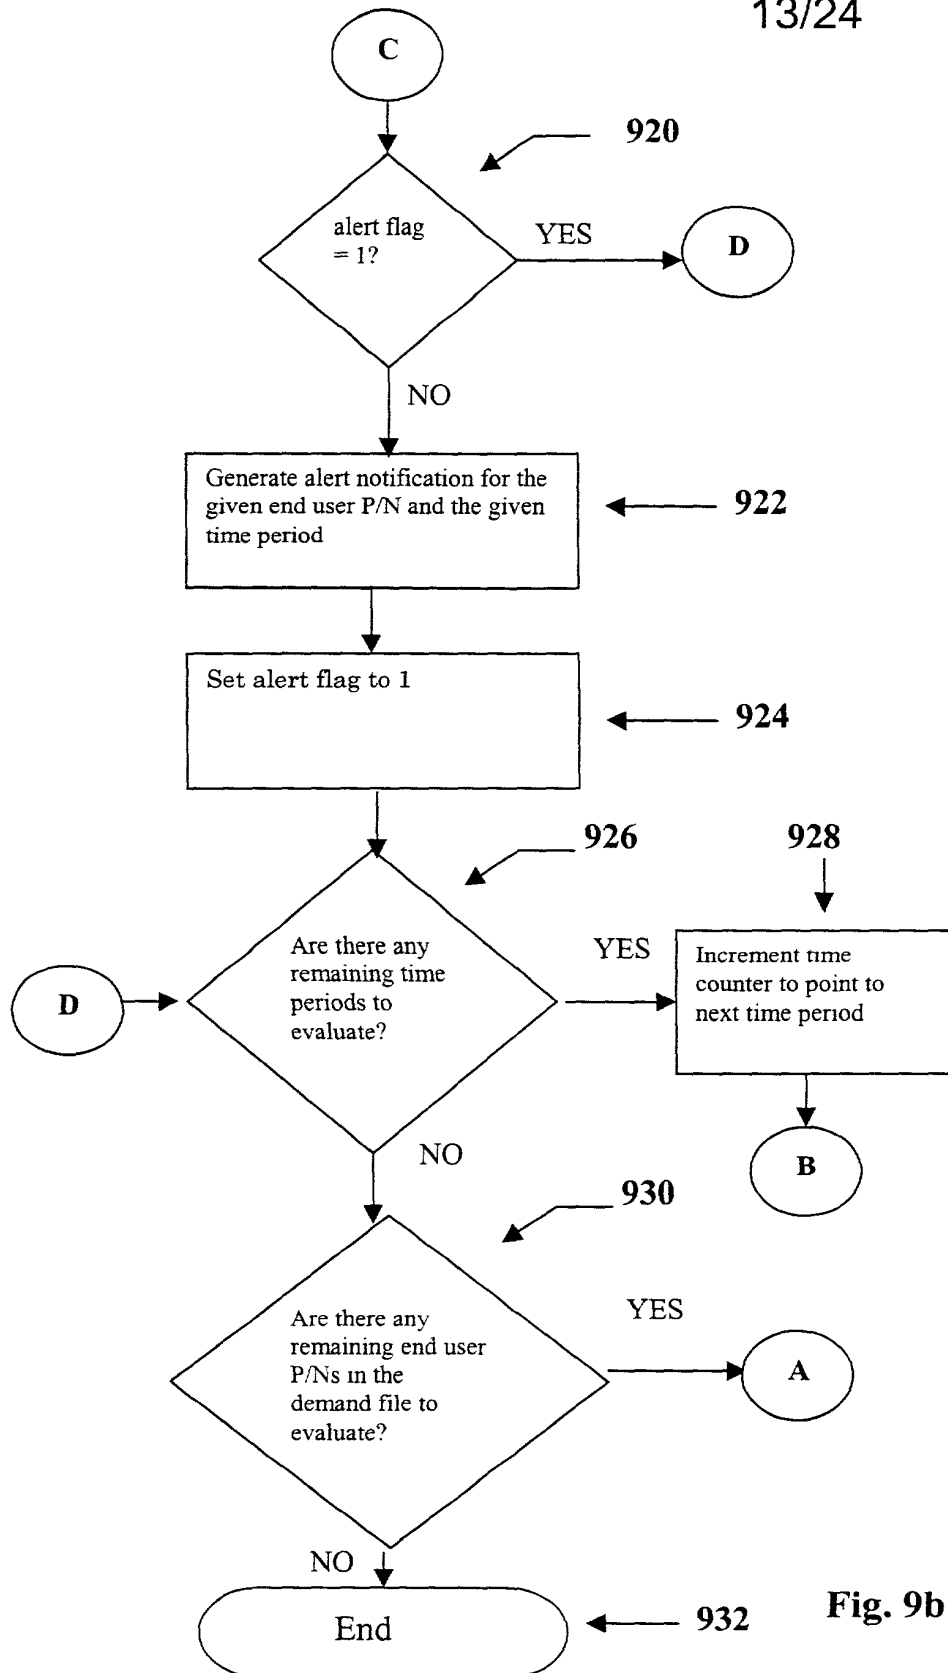 13/24
C
920
alert flag
= 1?
YES
D
NO
Generate alert notification for the
given end user P/N and the given
time period
922
Set alert flag to 1
924
926
928
Are there any
remaining time
periods to
evaluate?
YES
Increment time
counter to point to
next time period
D
NO
B
930
Are there any
remaining end user
P/Ns in the
demand file to
evaluate?
YES
A
NO
End
932
Fig. 9b